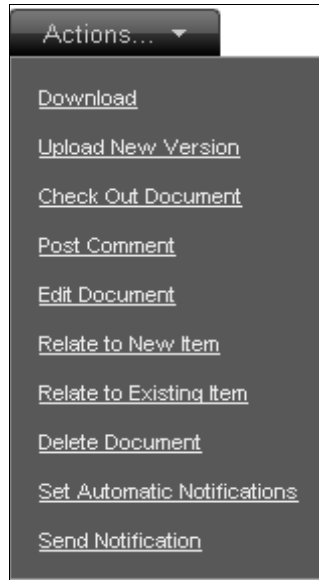 Actions...
Download
Upload New Version
Check Out Document
Post Comment
Edit Document
Relate to New Item
Relate to Existing Item
Delete Document
Set Automatic Notifications
Send Notification